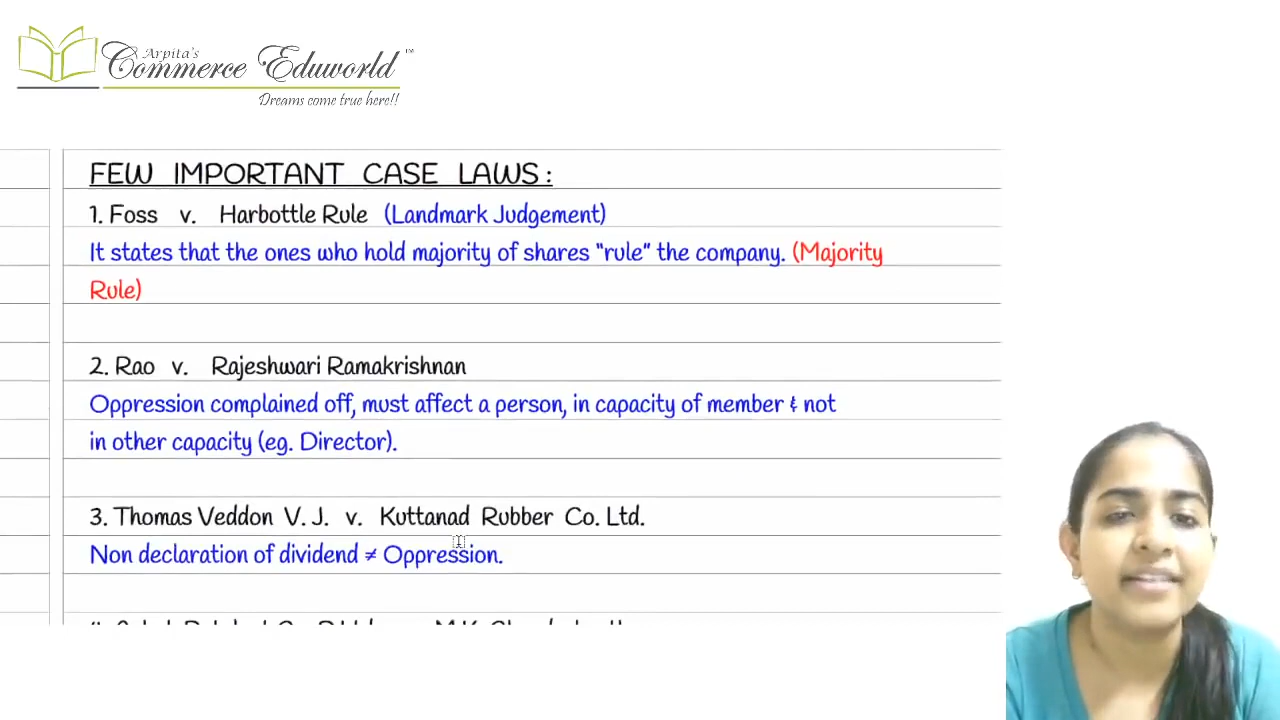 Arpita's
Commerce Eduworld™
Dreams come true here!!
FEW IMPORTANT CASE LAWS:
1. Foss v. Harbottle Rule (Landmark Judgement)
It states that the ones who hold majority of shares “rule” the company. (Majority
Rule)
2. Rao v. Rajeshwari Ramakrishnan
Oppression complained off, must affect a person, in capacity of member & not
in other capacity (eg. Director).
3. Thomas Veddon V. J. v. Kuttanad Rubber Co. Ltd.
Non declaration of dividend ≠ Oppression.